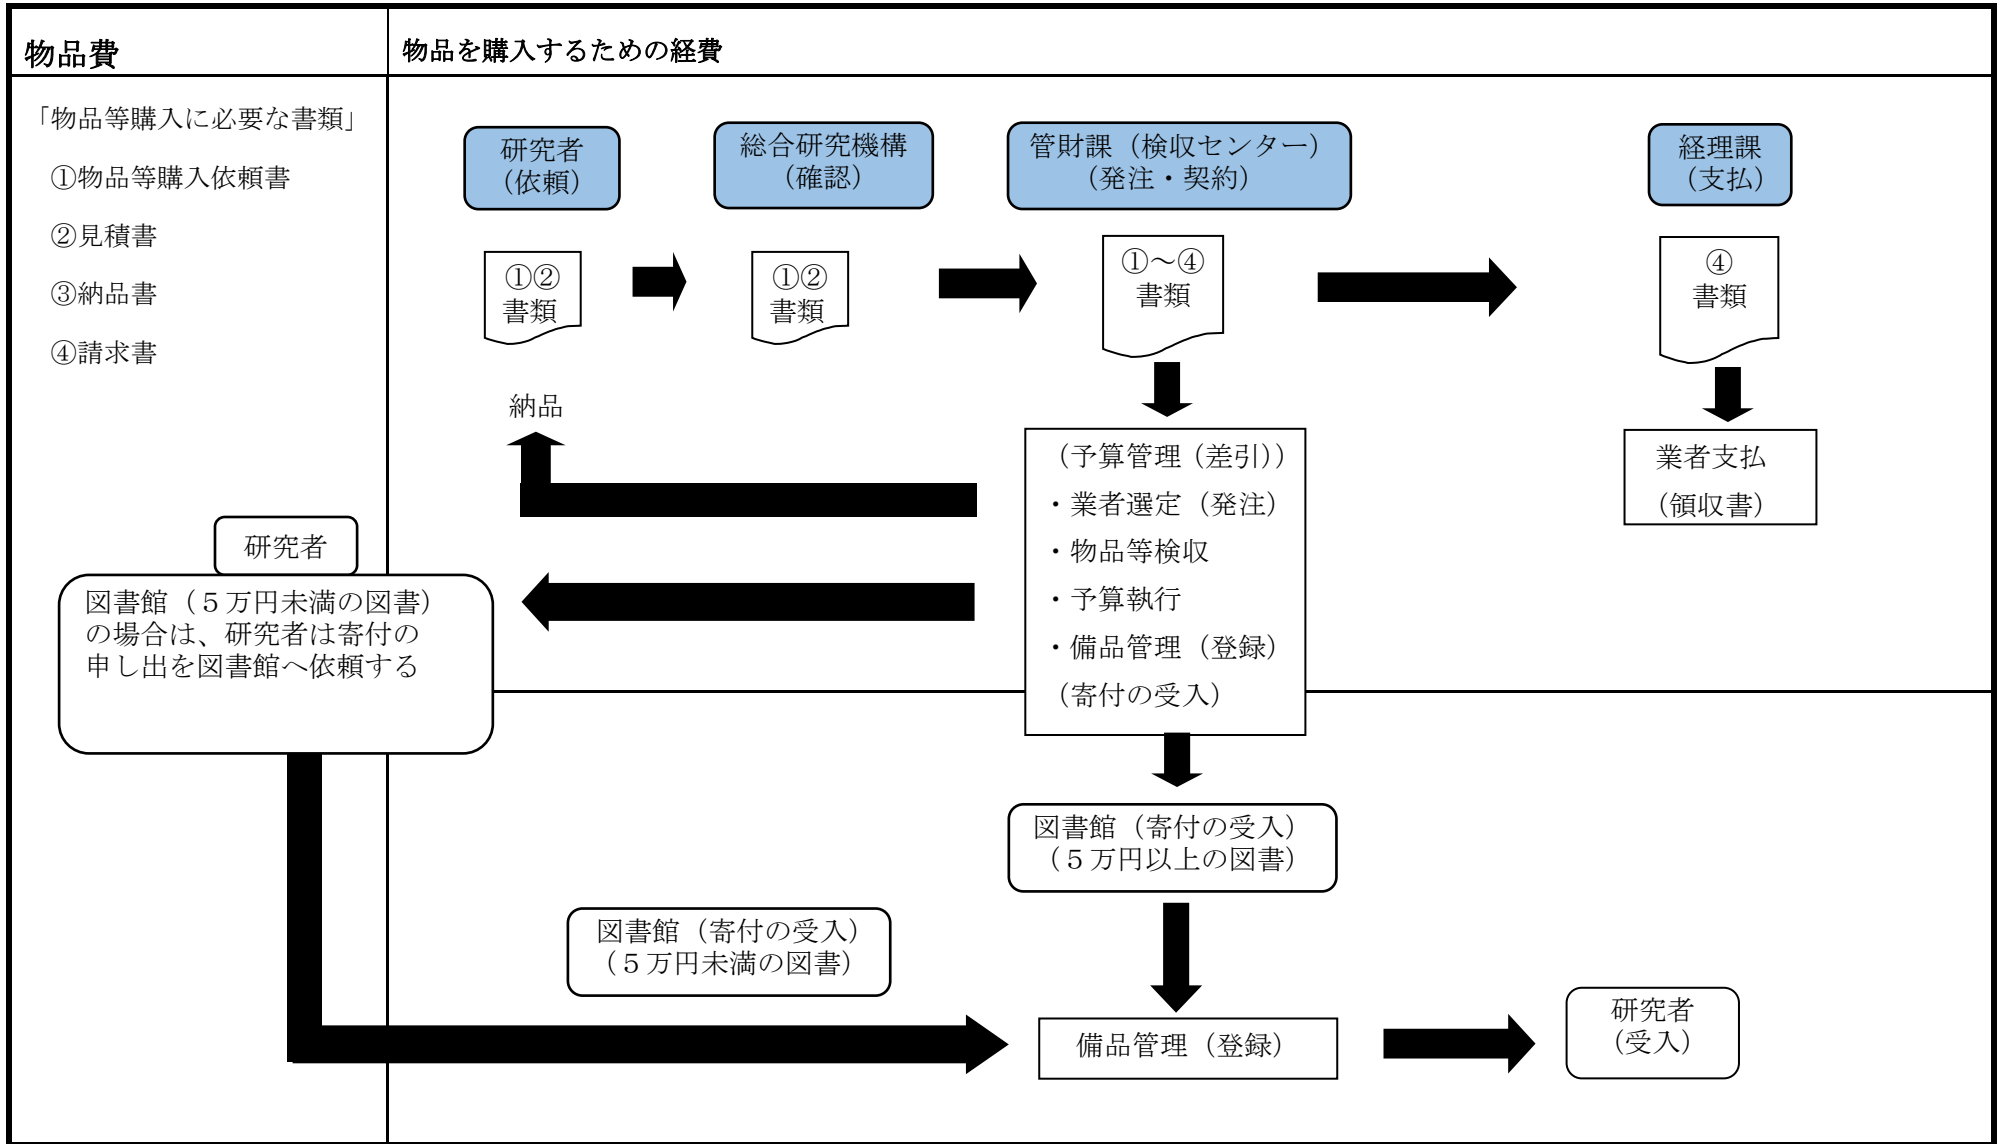 物品費
物品を購入するための経費
「物品等購入に必要な書類」
①物品等購入依頼書
②見積書
③納品書
④請求書
研究者
（依頼）
総合研究機構
（確認）
管財課（検収センター）
（発注・契約）
経理課
（支払）
①②
書類
①②
書類
①～④
書類
④
書類
納品
（予算管理（差引））
・業者選定（発注）
・物品等検収
・予算執行
・備品管理（登録）
（寄付の受入）
業者支払
（領収書）
研究者
図書館（５万円未満の図書）
の場合は、研究者は寄付の
申し出を図書館へ依頼する
図書館（寄付の受入）
（５万円以上の図書）
図書館（寄付の受入）
（５万円未満の図書）
備品管理（登録）
研究者
（受入）